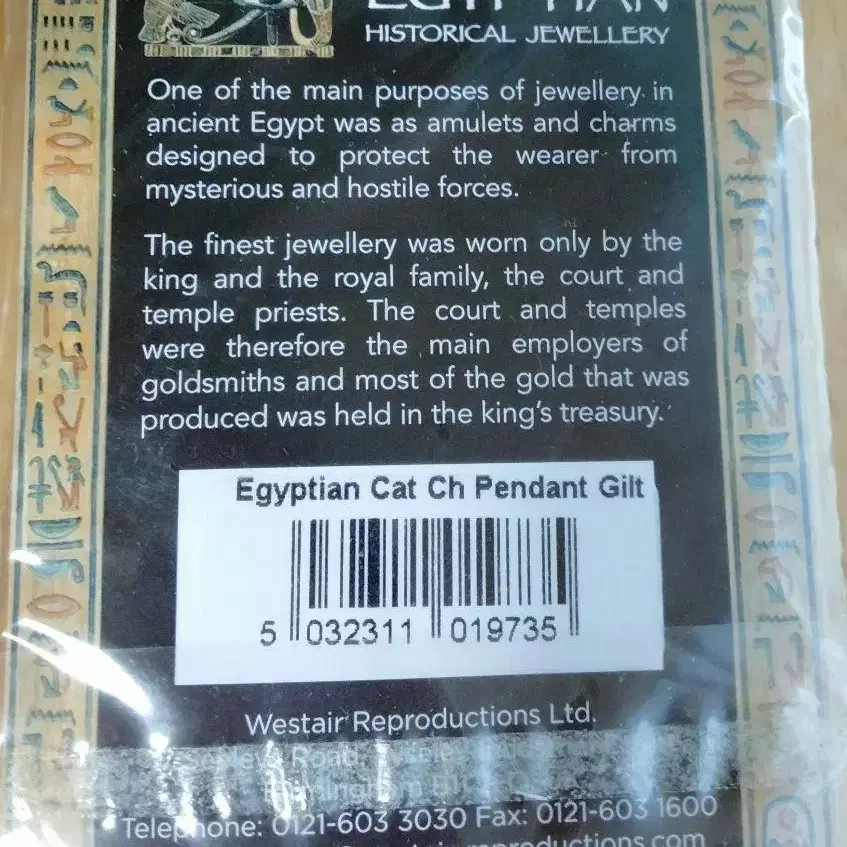 EGYPTIAN
HISTORICAL JEWELLERY
One of the main purposes of jewellery in
ancient Egypt was as amulets and charms
designed to protect the wearer from
mysterious and hostile forces.
The finest jewellery was worn only by the
king and the royal family, the court and
temple priests. The court and temples
were therefore the main employers of
goldsmiths and most of the gold that was
produced was held in the king's treasury.
Egyptian Cat Ch Pendant Gilt
5 032311 019735
Westair Reproductions Ltd.
Road,
Birmingham
Telephone: 0121-603 3030 Fax: 0121-603 1600